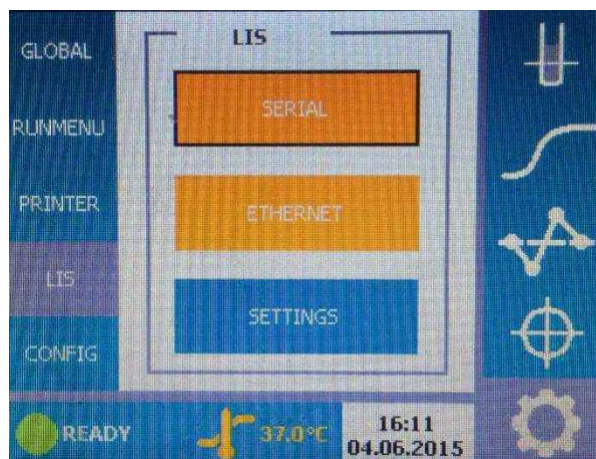 GLOBAL
RUNMENU
PRINTER
LIS
CONFIG
LIS
SERIAL
ETHERNET
SETTINGS
READY
37.0°C
16:11
04.06.2015